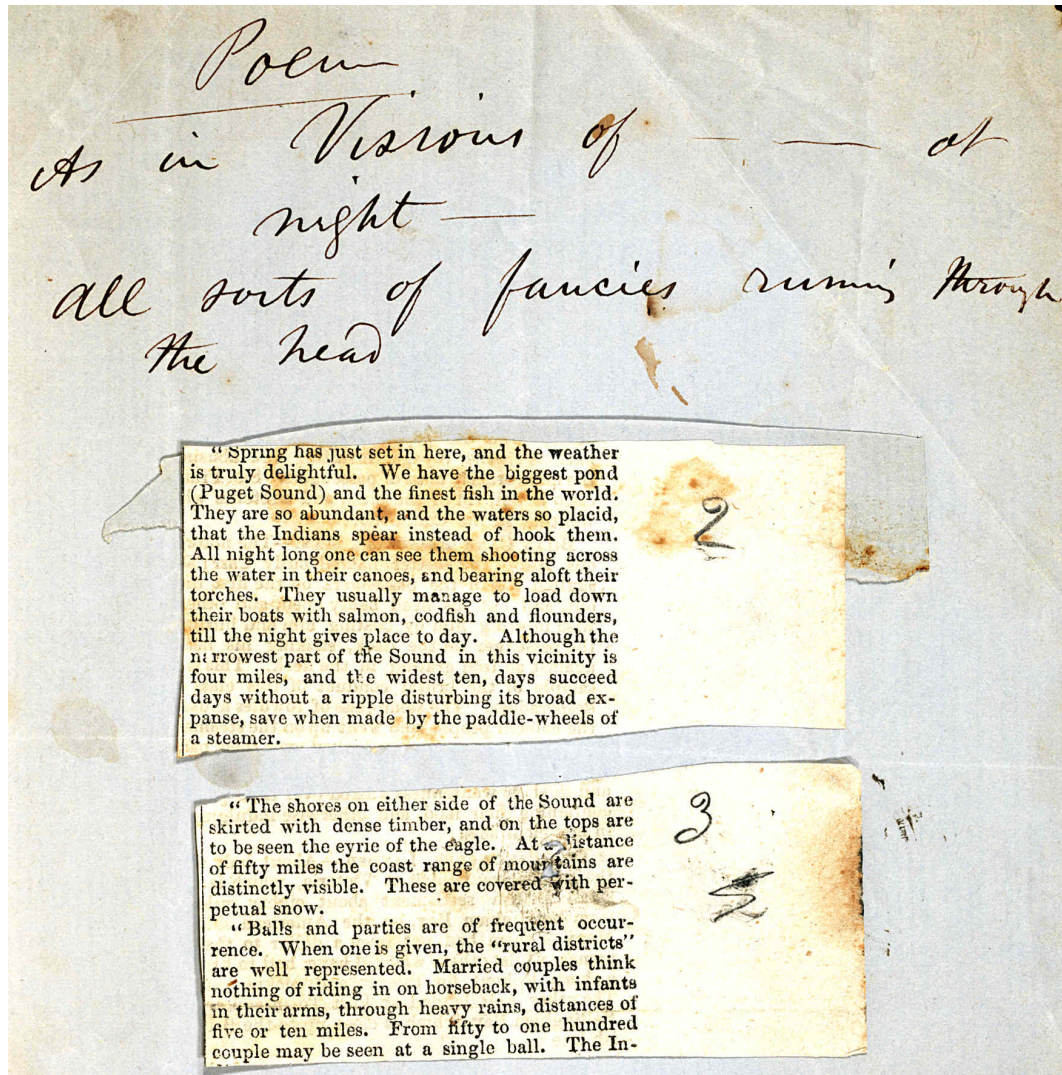 Poem
As in Visions of — — at
night —
All sorts of fancies running through
the head
"Spring has just set in here, and the weather
is truly delightful. We have the biggest pond
(Puget Sound) and the finest fish in the world.
They are so abundant, and the waters so placid,
that the Indians spear instead of hook them.
All night long one can see them shooting across
the water in their canoes, and bearing aloft their
torches. They usually manage to load down
their boats with salmon, codfish and flounders,
till the night gives place to day. Although the
narrowest part of the Sound in this vicinity is
four miles, and the widest ten, days succeed
days without a ripple disturbing its broad ex-
panse, save when made by the paddle-wheels of
a steamer.
2
"The shores on either side of the Sound are
skirted with dense timber, and on the tops are
to be seen the eyrie of the eagle. At a distance
of fifty miles the coast range of mountains are
distinctly visible. These are covered with per-
petual snow.
"Balls and parties are of frequent occur-
rence. When one is given, the "rural districts"
are well represented. Married couples think
nothing of riding in on horseback, with infants
in their arms, through heavy rains, distances of
five or ten miles. From fifty to one hundred
couple may be seen at a single ball. The In-
3